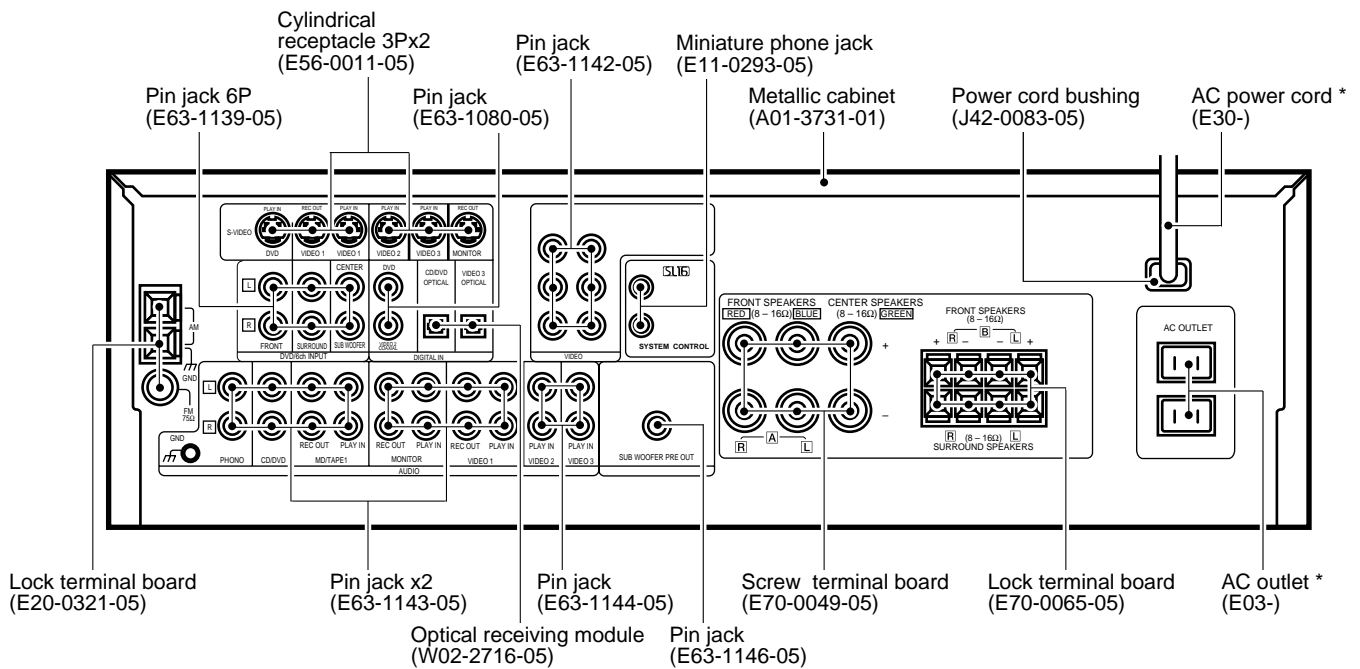 Cylindrical
receptacle 3Px2
(E56-0011-05)
Pin jack
(E63-1142-05)
Miniature phone jack
(E11-0293-05)
Pin jack 6P
(E63-1139-05)
Pin jack
(E63-1080-05)
Metallic cabinet
(A01-3731-01)
Power cord bushing
(J42-0083-05)
AC power cord *
(E30-)
PLAY IN REC OUT PLAY IN PLAY IN PLAY IN REC OUT
S-VIDEO
DVD VIDEO 1 VIDEO 1 VIDEO 2 VIDEO 3 MONITOR
CENTER DVD CD/DVD OPTICAL VIDEO 3 OPTICAL
L
R
FRONT SURROUND SUB WOOFER VIDEO 2 COAXIAL
DVD/6ch INPUT DIGITAL IN VIDEO
SL16
SYSTEM CONTROL
AM
GND
FM
75Ω
GND
L
R
REC OUT PLAY IN REC OUT PLAY IN REC OUT PLAY IN PLAY IN PLAY IN
PHONO CD/DVD MD/TAPE1 MONITOR VIDEO 1 VIDEO 2 VIDEO 3
AUDIO
SUB WOOFER PRE OUT
FRONT SPEAKERS CENTER SPEAKERS
RED (8 – 16Ω) BLUE (8 – 16Ω) GREEN
+
–
R A L
FRONT SPEAKERS
(8 – 16Ω)
R B L
+ – – +
R (8 – 16Ω) L
SURROUND SPEAKERS
AC OUTLET
Lock terminal board
(E20-0321-05)
Pin jack x2
(E63-1143-05)
Pin jack
(E63-1144-05)
Screw terminal board
(E70-0049-05)
Lock terminal board
(E70-0065-05)
AC outlet *
(E03-)
Optical receiving module
(W02-2716-05)
Pin jack
(E63-1146-05)